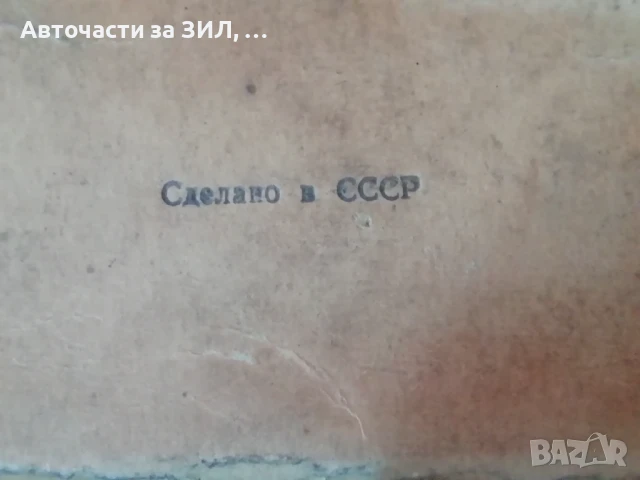 Авточасти за ЗИЛ, ...
Сделано в СССР
BAZAR